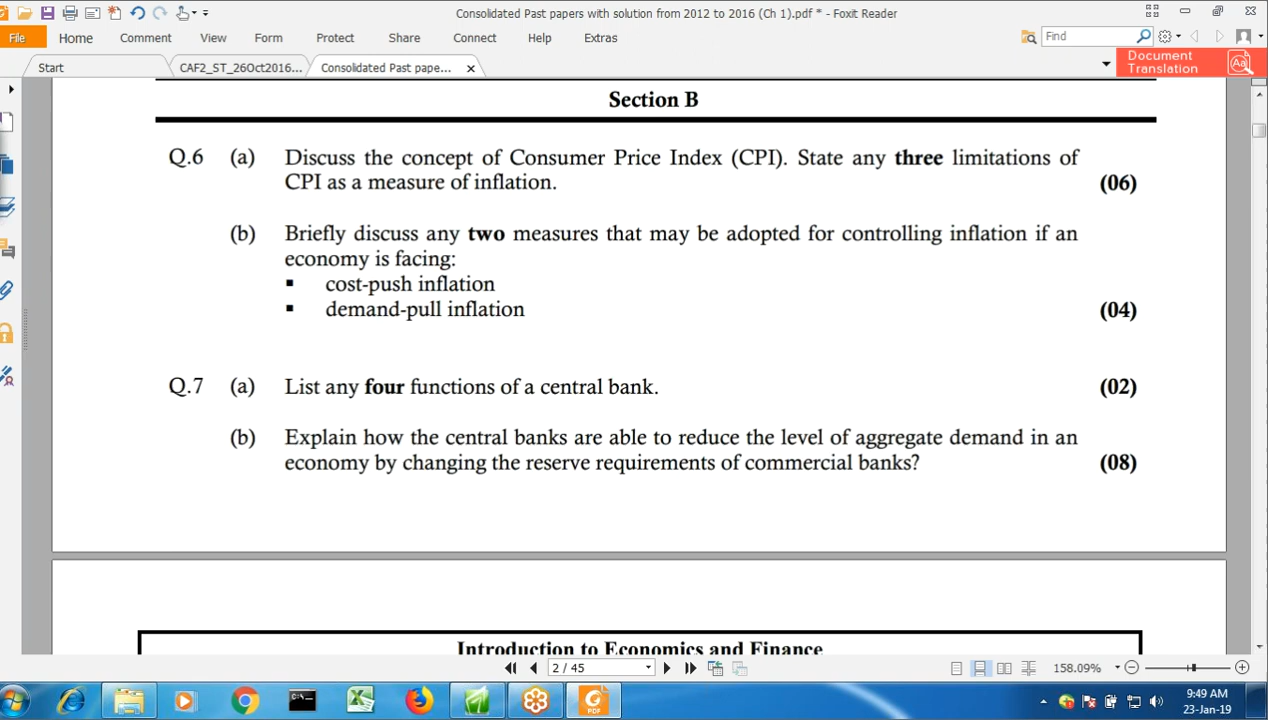 Consolidated Past papers with solution from 2012 to 2016 (Ch 1).pdf * - Foxit Reader
File Home Comment View Form Protect Share Connect Help Extras Find
Start CAF2_ST_26Oct2016... Consolidated Past pape... Document
Translation
Section B
Q.6 (a) Discuss the concept of Consumer Price Index (CPI). State any three limitations of
CPI as a measure of inflation. (06)
(b) Briefly discuss any two measures that may be adopted for controlling inflation if an
economy is facing:
▪ cost-push inflation
▪ demand-pull inflation (04)
Q.7 (a) List any four functions of a central bank. (02)
(b) Explain how the central banks are able to reduce the level of aggregate demand in an
economy by changing the reserve requirements of commercial banks? (08)
Introduction to Economics and Finance
2 / 45 158.09%
9:49 AM
23-Jan-19